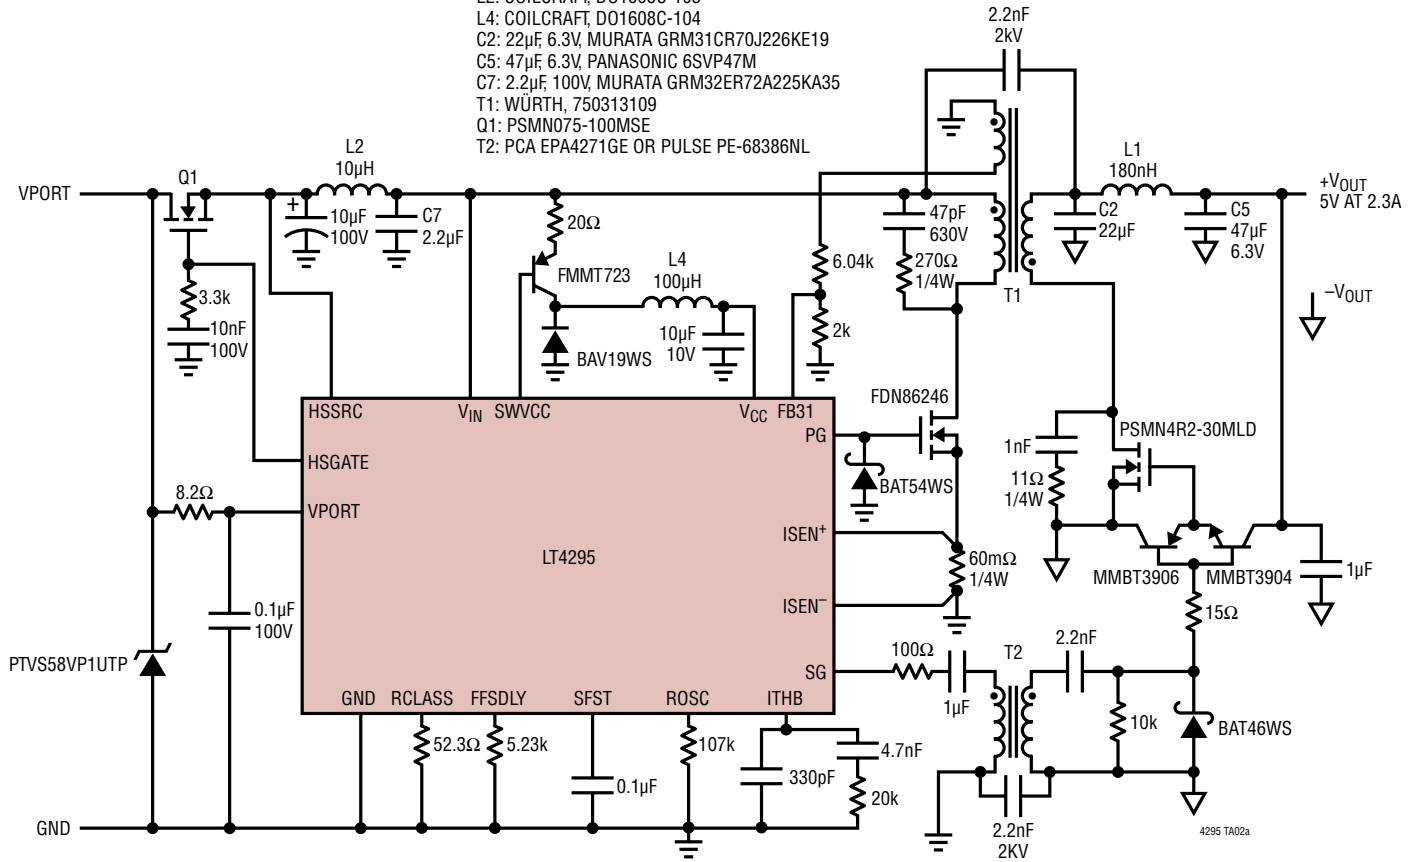 L4: COILCRAFT, DO1608C-104
C2: 22µF, 6.3V, MURATA GRM31CR70J226KE19
C5: 47µF, 6.3V, PANASONIC 6SVP47M
C7: 2.2µF, 100V, MURATA GRM32ER72A225KA35
T1: WÜRTH, 750313109
Q1: PSMN075-100MSE
T2: PCA EPA4271GE OR PULSE PE-68386NL
2.2nF
2kV
VPORT
Q1
L2
10µH
+
10µF
100V
C7
2.2µF
20Ω
FMMT723
L4
100µH
10µF
10V
BAV19WS
6.04k
2k
47pF
630V
270Ω
1/4W
T1
L1
180nH
C2
22µF
C5
47µF
6.3V
+VOUT
5V AT 2.3A
–VOUT
3.3k
10nF
100V
HSSRC
VIN
SWVCC
VCC
FB31
PG
HSGATE
VPORT
LT4295
ISEN+
ISEN–
SG
GND
RCLASS
FFSDLY
SFST
ROSC
ITHB
FDN86246
BAT54WS
60mΩ
1/4W
1nF
11Ω
1/4W
PSMN4R2-30MLD
MMBT3906
MMBT3904
1µF
15Ω
8.2Ω
0.1µF
100V
PTVS58VP1UTP
52.3Ω
5.23k
0.1µF
107k
330pF
4.7nF
20k
100Ω
1µF
T2
2.2nF
10k
BAT46WS
2.2nF
2KV
GND
4295 TA02a